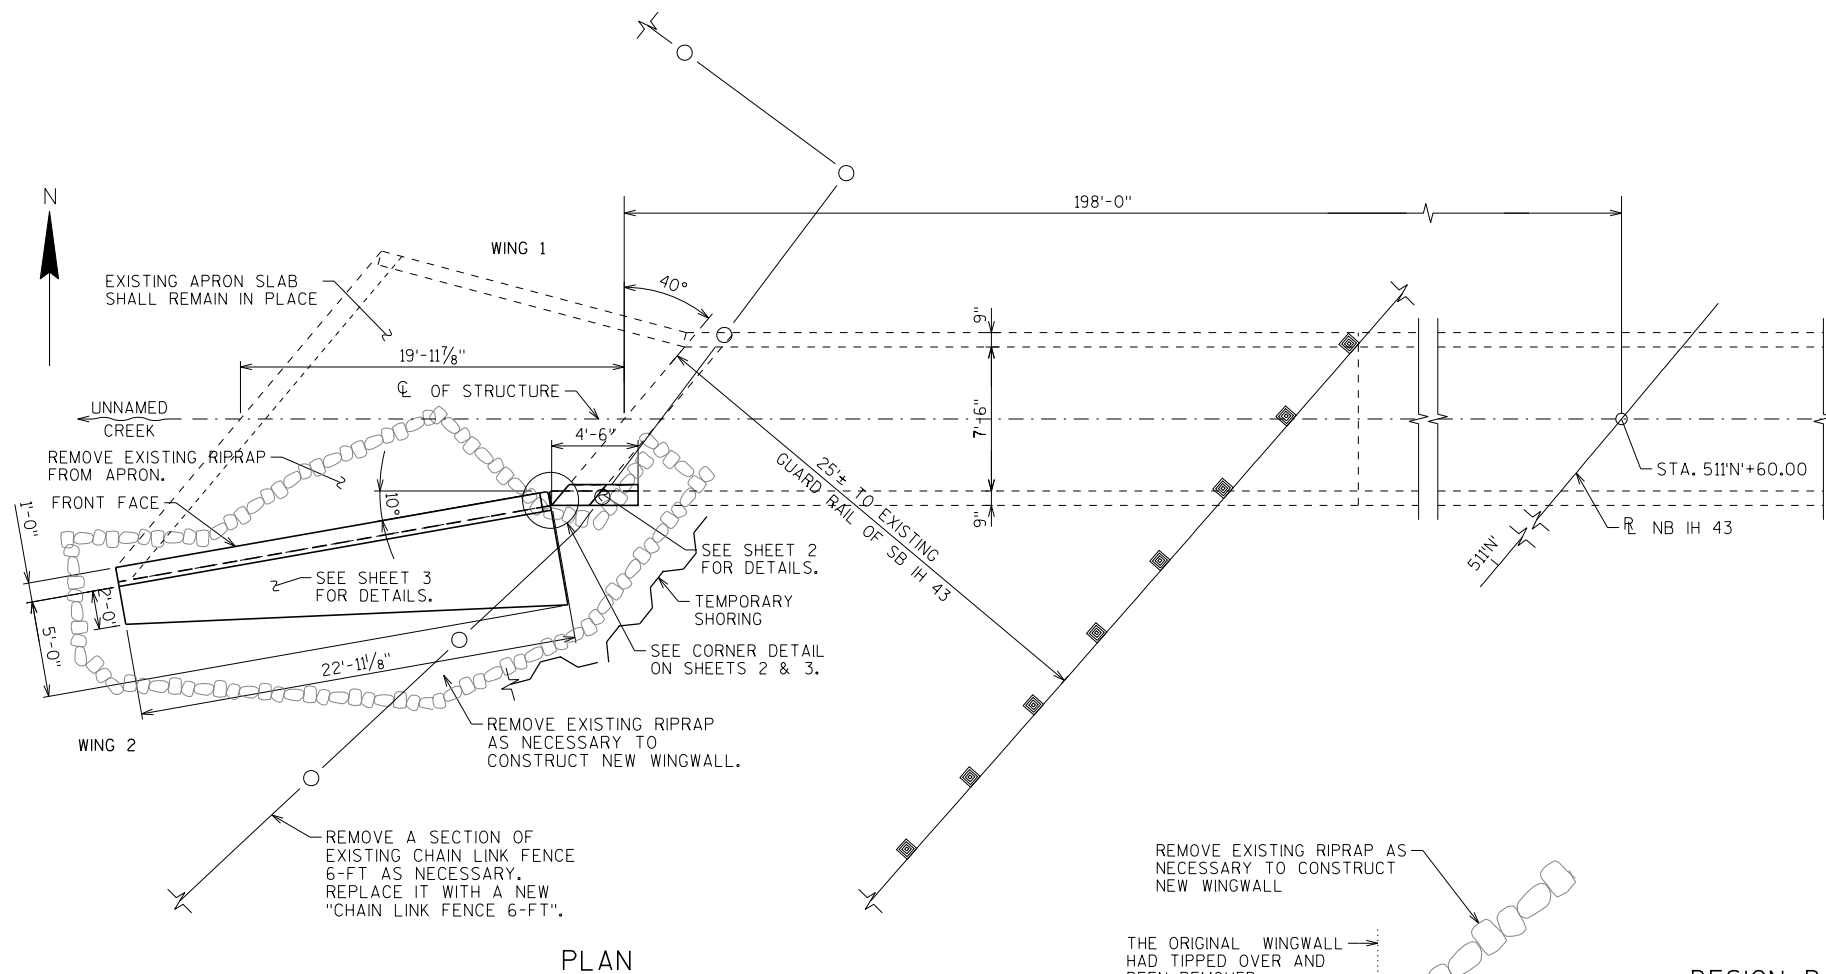 N
198'-0"
WING 1
40°
EXISTING APRON SLAB
SHALL REMAIN IN PLACE
9"
19'-11⅞"
℄ OF STRUCTURE
UNNAMED
CREEK
4'-6"
7'-6"
REMOVE EXISTING RIPRAP
FROM APRON.
25'± TO EXISTING
GUARD RAIL OF SB IH 43
STA. 511'N'+60.00
FRONT FACE
10°
1'-0"
9"
NB IH 43
511'N'
SEE SHEET 2
FOR DETAILS.
SEE SHEET 3
FOR DETAILS.
2'-0"
TEMPORARY
SHORING
5'-0"
SEE CORNER DETAIL
ON SHEETS 2 & 3.
22'-11⅛"
REMOVE EXISTING RIPRAP
AS NECESSARY TO
CONSTRUCT NEW WINGWALL.
WING 2
REMOVE A SECTION OF
EXISTING CHAIN LINK FENCE
6-FT AS NECESSARY.
REPLACE IT WITH A NEW
"CHAIN LINK FENCE 6-FT".
REMOVE EXISTING RIPRAP AS
NECESSARY TO CONSTRUCT
NEW WINGWALL
PLAN
THE ORIGINAL WINGWALL
HAD TIPPED OVER AND